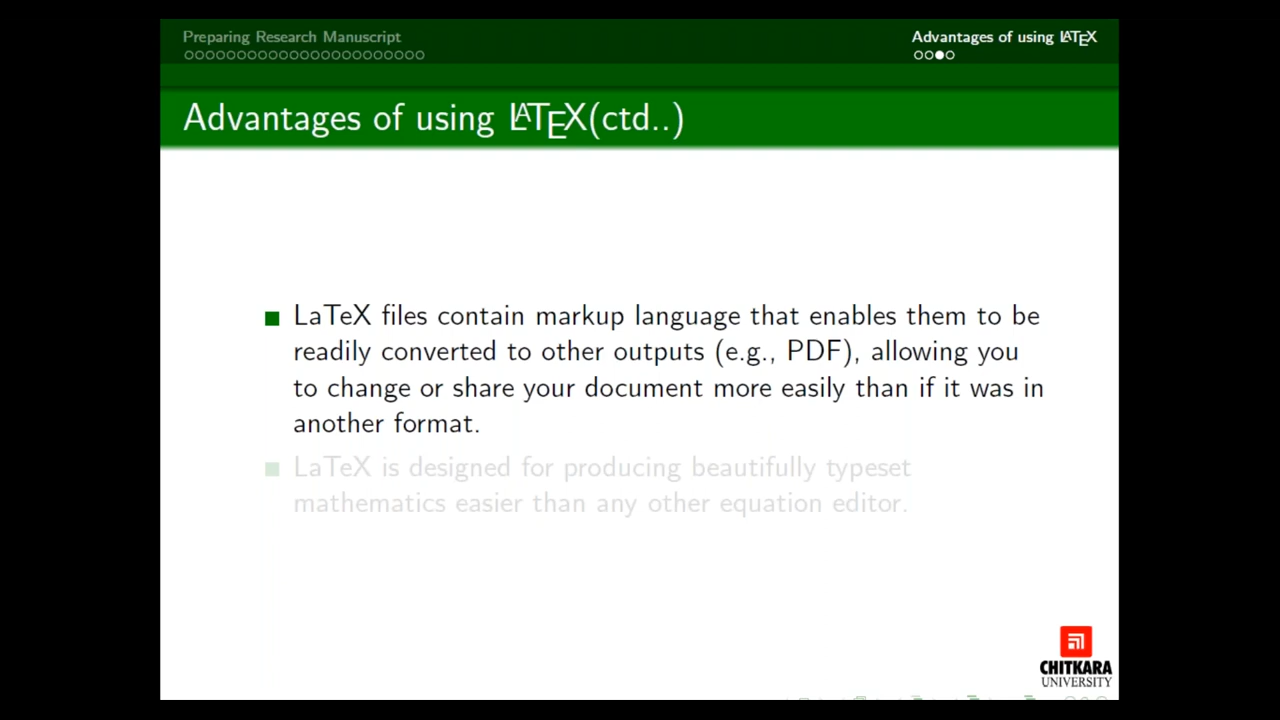 Preparing Research Manuscript
Advantages of using LATEX
Advantages of using LATEX(ctd..)
LaTeX files contain markup language that enables them to be
readily converted to other outputs (e.g., PDF), allowing you
to change or share your document more easily than if it was in
another format.
LaTeX is designed for producing beautifully typeset
mathematics easier than any other equation editor.
CHITKARA
UNIVERSITY